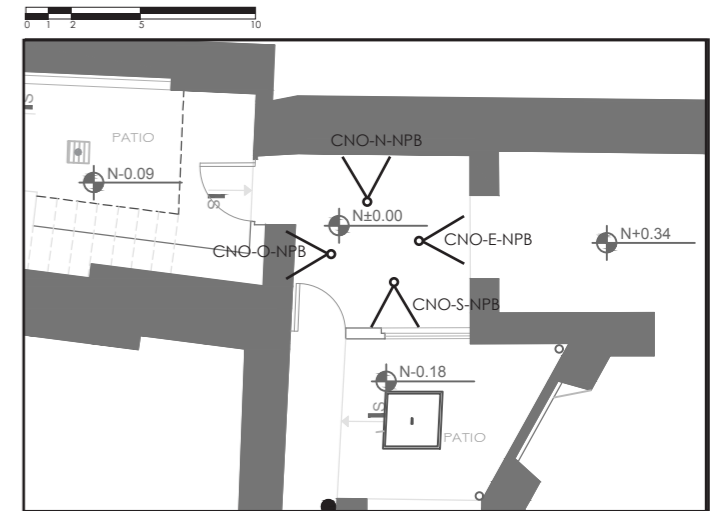 0 1 2 5 10
PATIO
N-0.09
CNO-N-NPB
N±0.00
CNO-O-NPB
CNO-E-NPB
N+0.34
CNO-S-NPB
N-0.18
PATIO